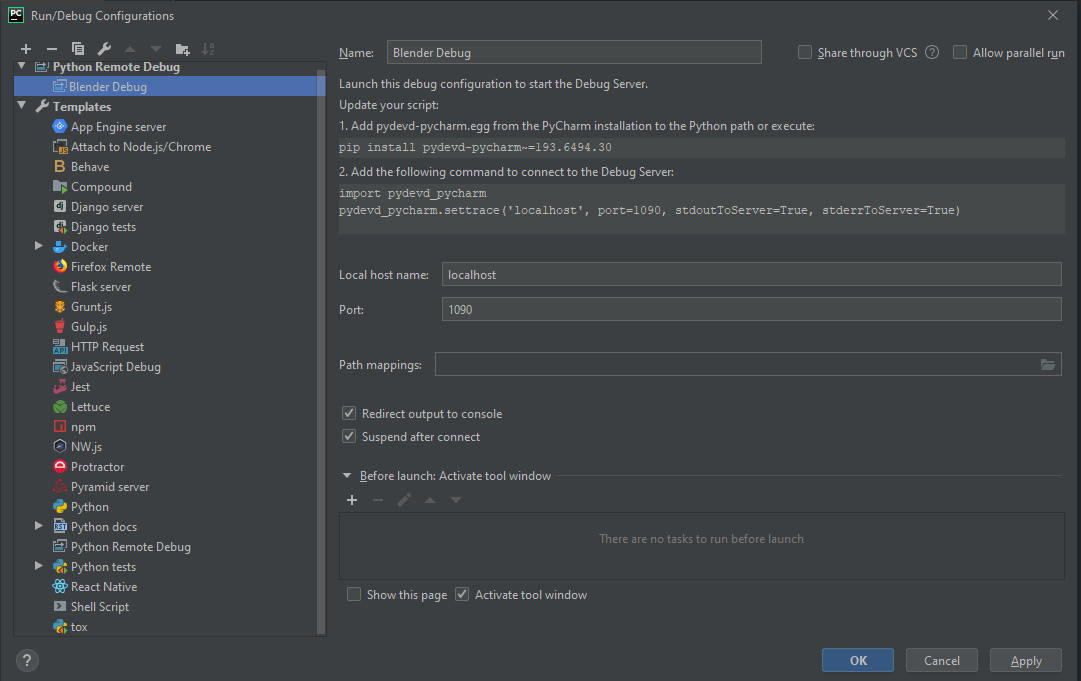 PC Run/Debug Configurations
Python Remote Debug
Blender Debug
Templates
App Engine server
Attach to Node.js/Chrome
Behave
Compound
Django server
Django tests
Docker
Firefox Remote
Flask server
Grunt.js
Gulp.js
HTTP Request
JavaScript Debug
Jest
Lettuce
npm
NW.js
Protractor
Pyramid server
Python
Python docs
Python Remote Debug
Python tests
React Native
Shell Script
tox
Name: Blender Debug Share through VCS ? Allow parallel run
Launch this debug configuration to start the Debug Server.
Update your script:
1. Add pydevd-pycharm.egg from the PyCharm installation to the Python path or execute:
pip install pydevd-pycharm~=193.6494.30
2. Add the following command to connect to the Debug Server:
import pydevd_pycharm
pydevd_pycharm.settrace('localhost', port=1090, stdoutToServer=True, stderrToServer=True)
Local host name: localhost
Port: 1090
Path mappings:
Redirect output to console
Suspend after connect
Before launch: Activate tool window
There are no tasks to run before launch
Show this page Activate tool window
? OK Cancel Apply